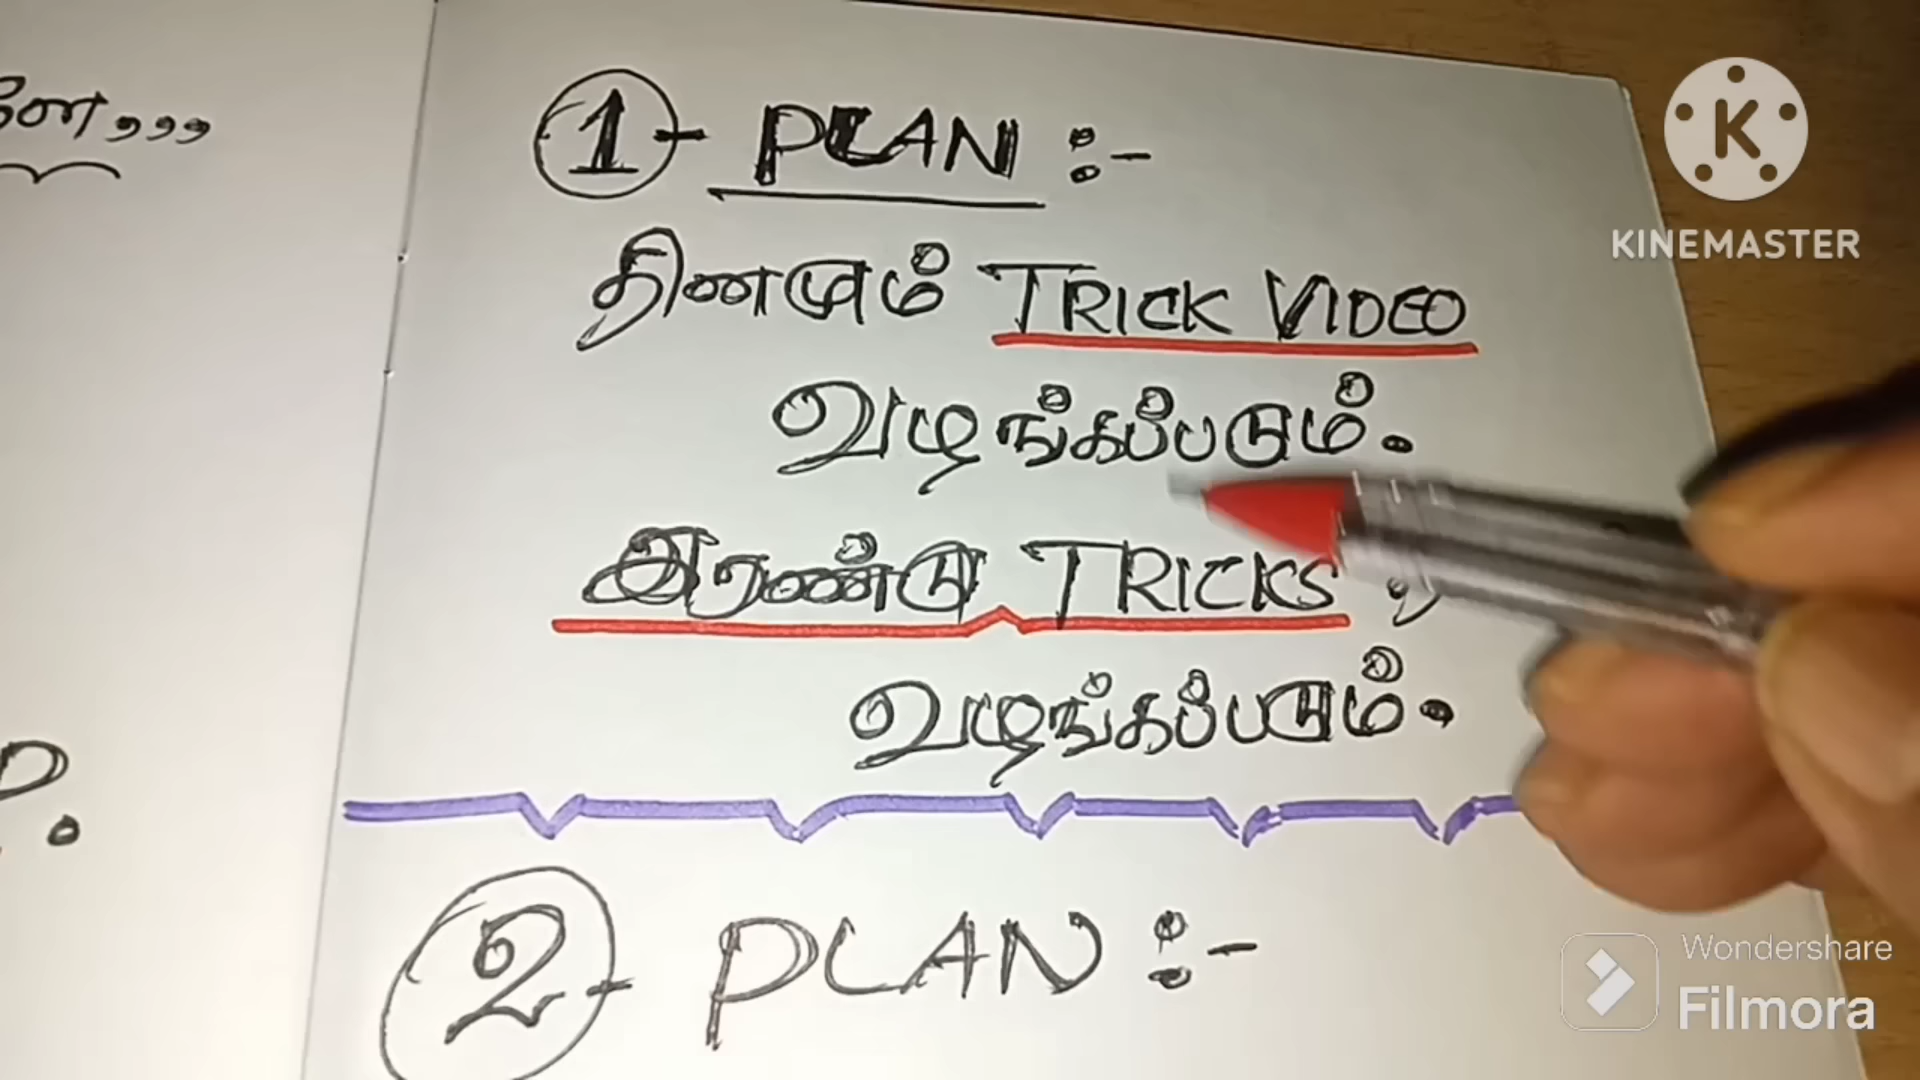 1 - PLAN :-
தினமும் TRICK VIDEO
வழங்கப்படும்.
இரண்டு TRICKS
வழங்கப்படும்.
2 - PLAN :-
KINEMASTER
Wondershare
Filmora